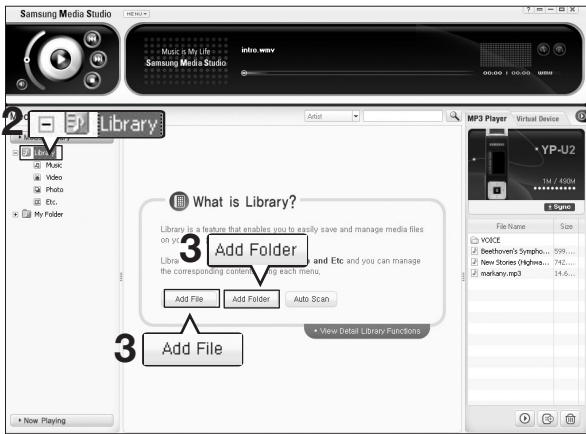 Samsung Media Studio
MENU
Music is My Life
Samsung Media Studio
intro.wmv
00:00 I 00:00 WMV
2
Library
Artist
MP3 Player
Virtual Device
Library
Music
Video
Photo
Etc.
My Folder
YP-U2
1M / 490M
Sync
What is Library?
Library is a feature that enables you to easily save and manage media files
on
3
Add Folder
and Etc and you can manage
the corresponding content
each menu.
Add File
Add Folder
Auto Scan
View Detail Library Functions
3
Add File
File Name
Size
VOICE
Beethoven's Sympho... 599....
New Stories (Highwa... 742....
markany.mp3 14.6...
Now Playing